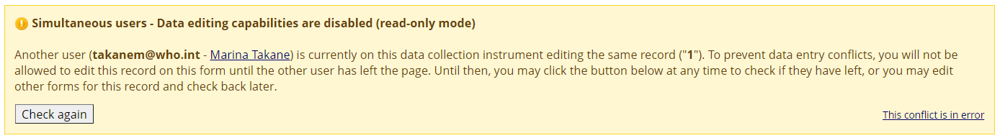 Simultaneous users - Data editing capabilities are disabled (read-only mode)
Another user (takanem@who.int - Marina Takane) is currently on this data collection instrument editing the same record ("1"). To prevent data entry conflicts, you will not be
allowed to edit this record on this form until the other user has left the page. Until then, you may click the button below at any time to check if they have left, or you may edit
other forms for this record and check back later.
Check again
This conflict is in error